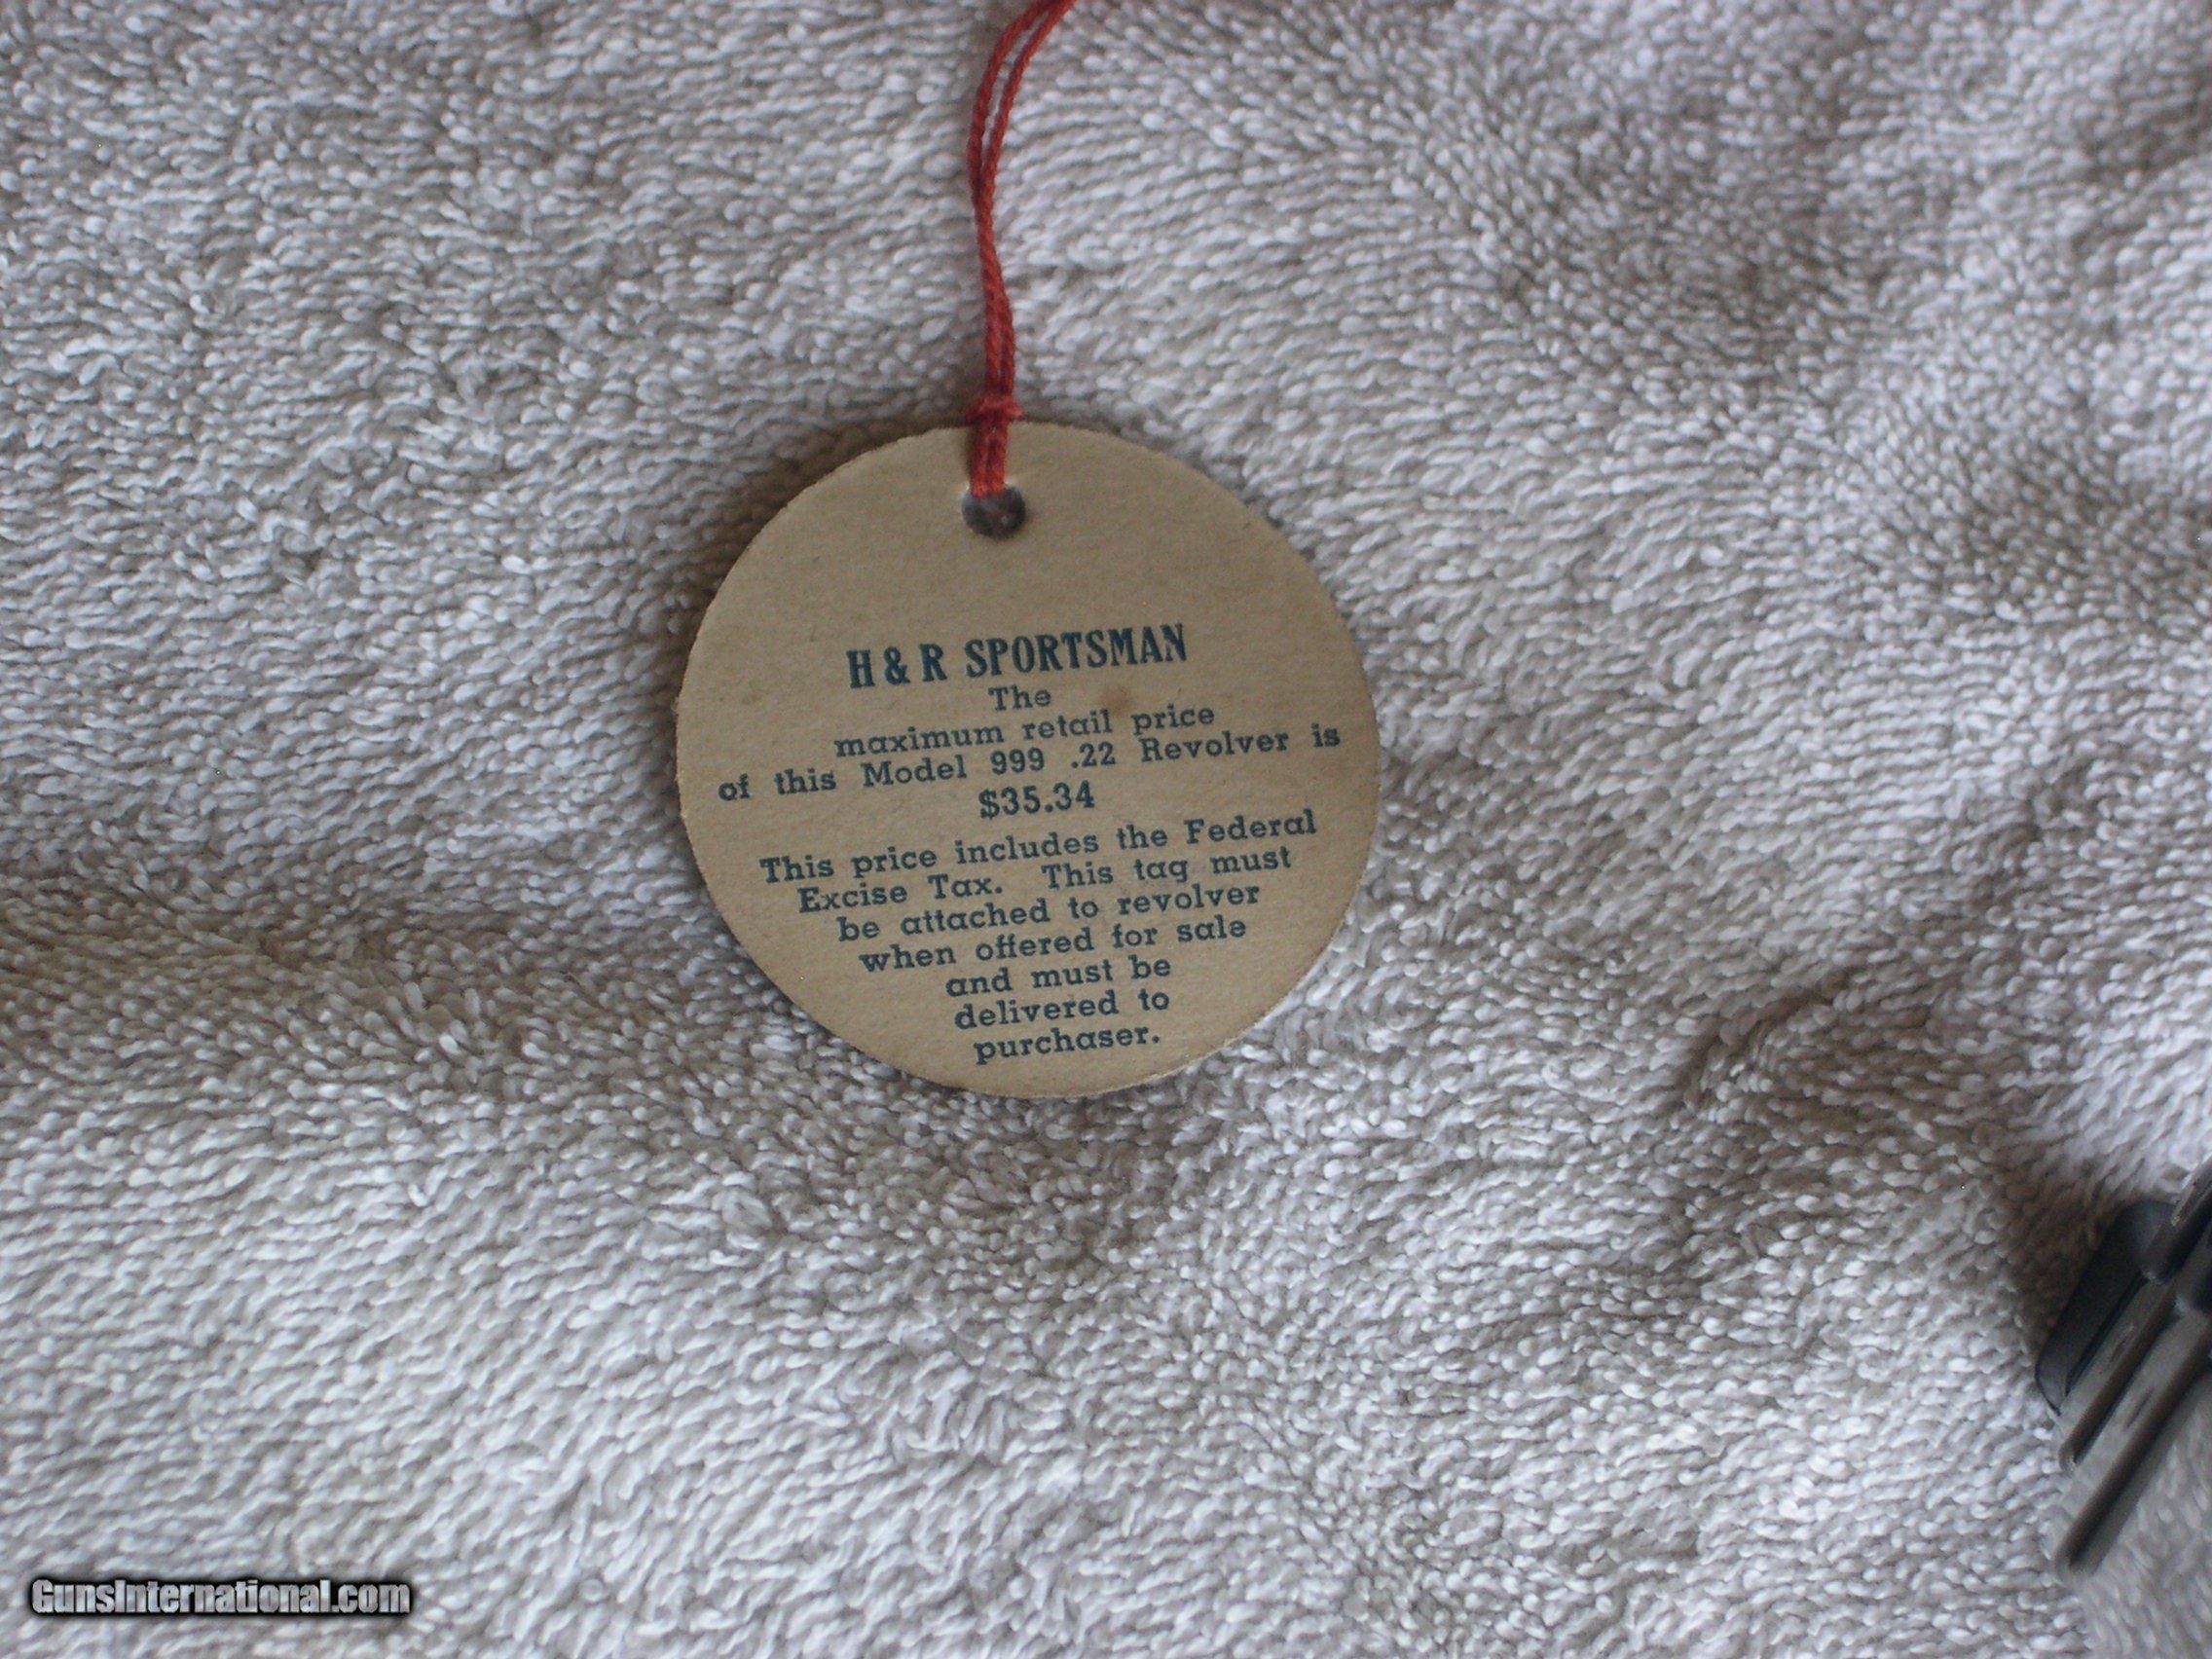 H & R SPORTSMAN
The
maximum retail price
of this Model 999 .22 Revolver is
$35.34
This price includes the Federal
Excise Tax. This tag must
be attached to revolver
when offered for sale
and must be
delivered to
purchaser.
GunsInternational.com